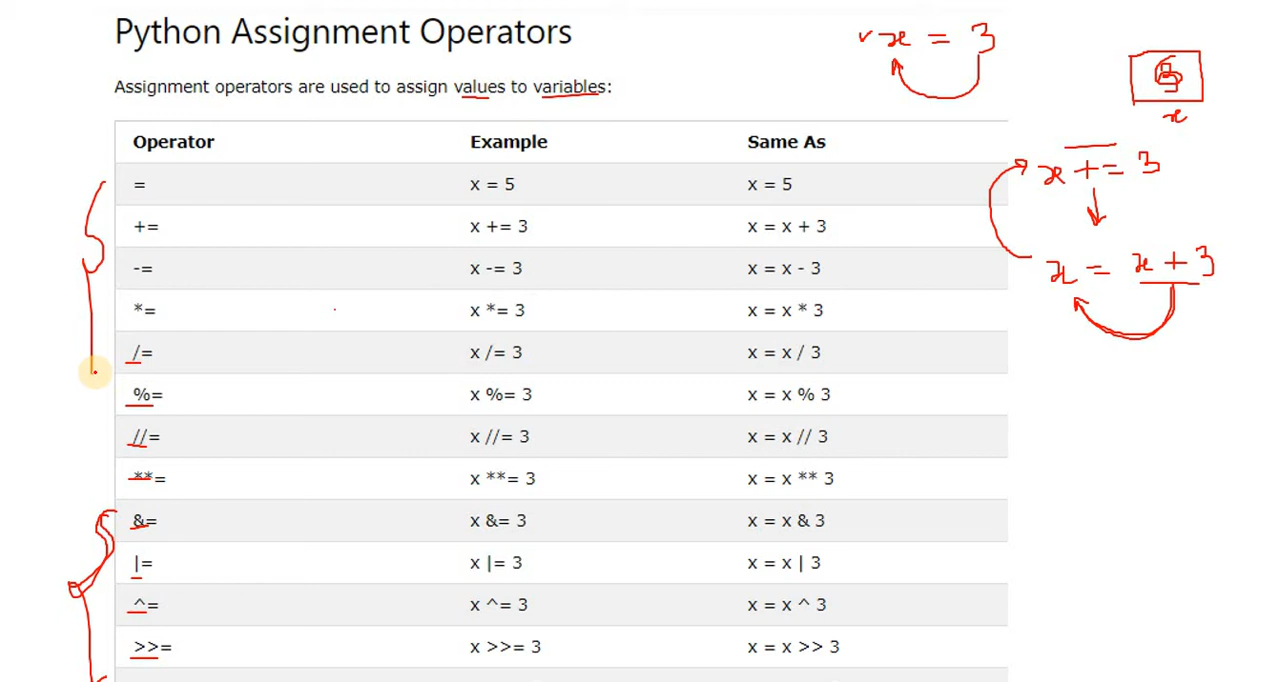 Python Assignment Operators
x = 3
Assignment operators are used to assign values to variables:
x
Operator Example Same As
x += 3
= x = 5 x = 5
+= x += 3 x = x + 3
x = x + 3
-= x -= 3 x = x - 3
*= x *= 3 x = x * 3
/= x /= 3 x = x / 3
%= x %= 3 x = x % 3
//= x //= 3 x = x // 3
**= x **= 3 x = x ** 3
&= x &= 3 x = x & 3
|= x |= 3 x = x | 3
^= x ^= 3 x = x ^ 3
>>= x >>= 3 x = x >> 3